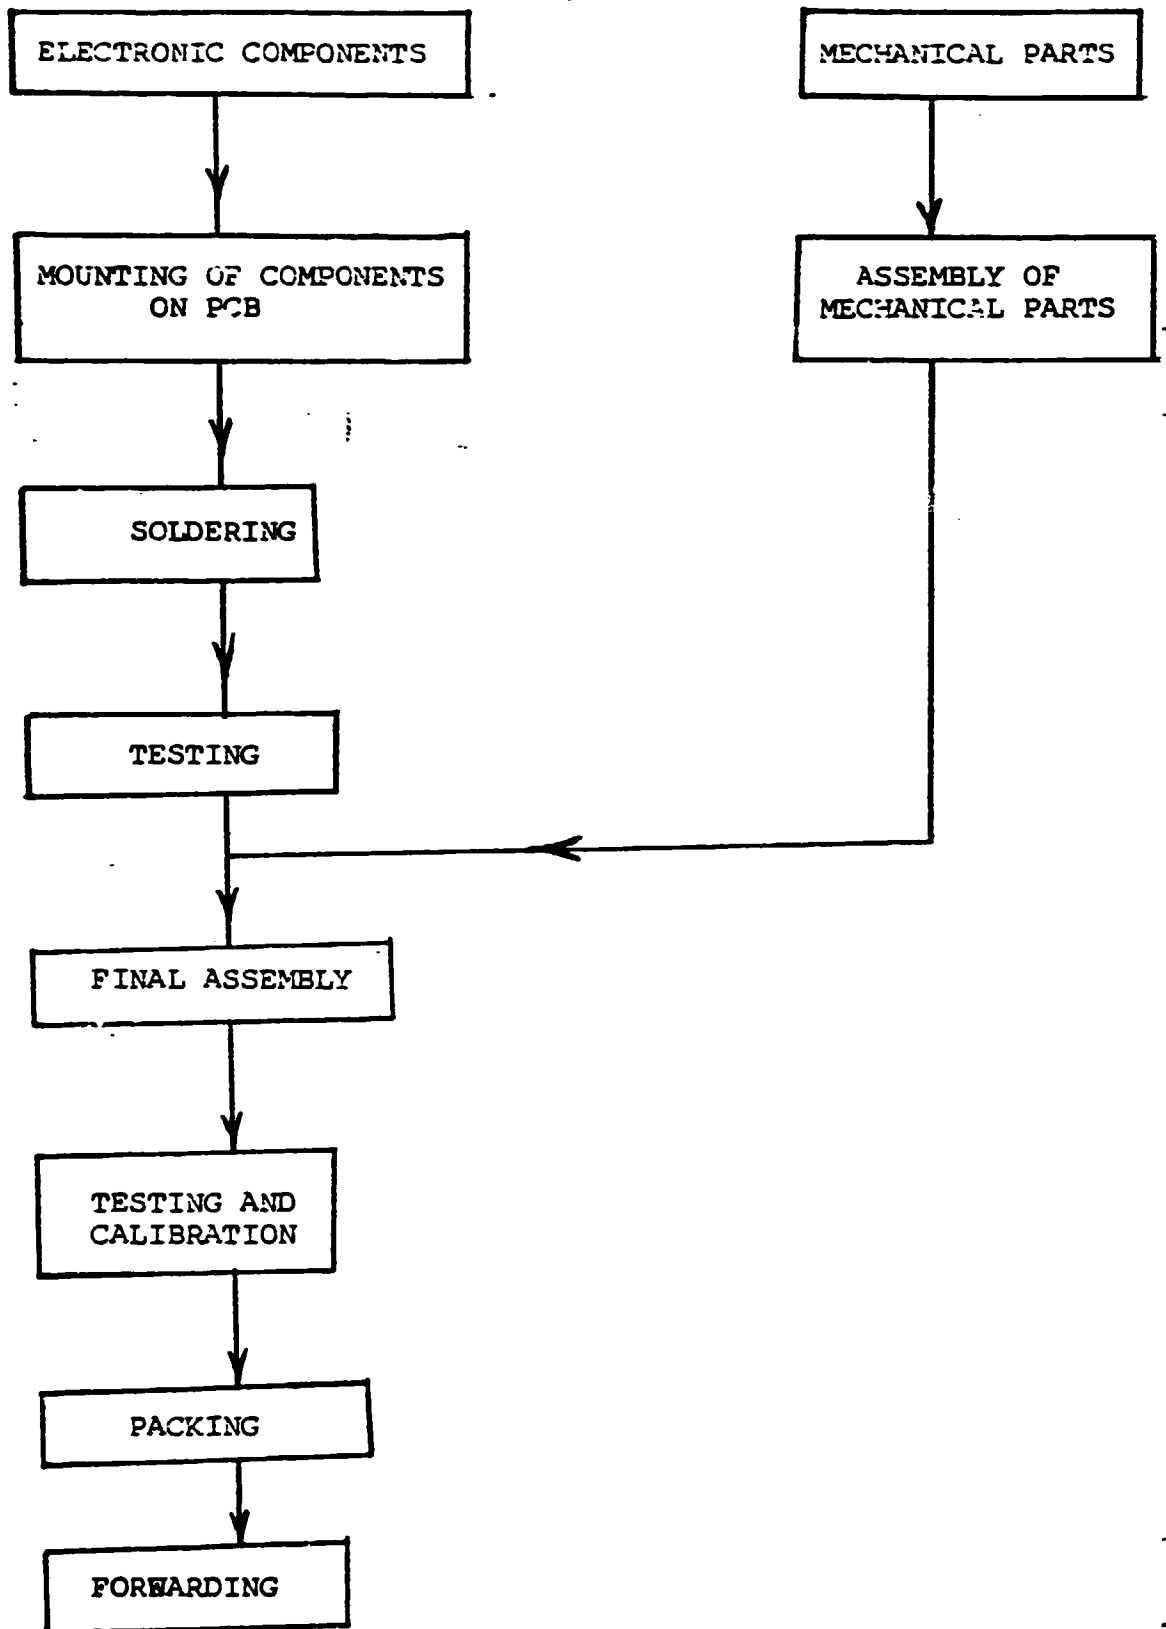 ELECTRONIC COMPONENTS
MECHANICAL PARTS
MOUNTING OF COMPONENTS
ON PCB
ASSEMBLY OF
MECHANICAL PARTS
SOLDERING
TESTING
FINAL ASSEMBLY
TESTING AND
CALIBRATION
PACKING
FORWARDING